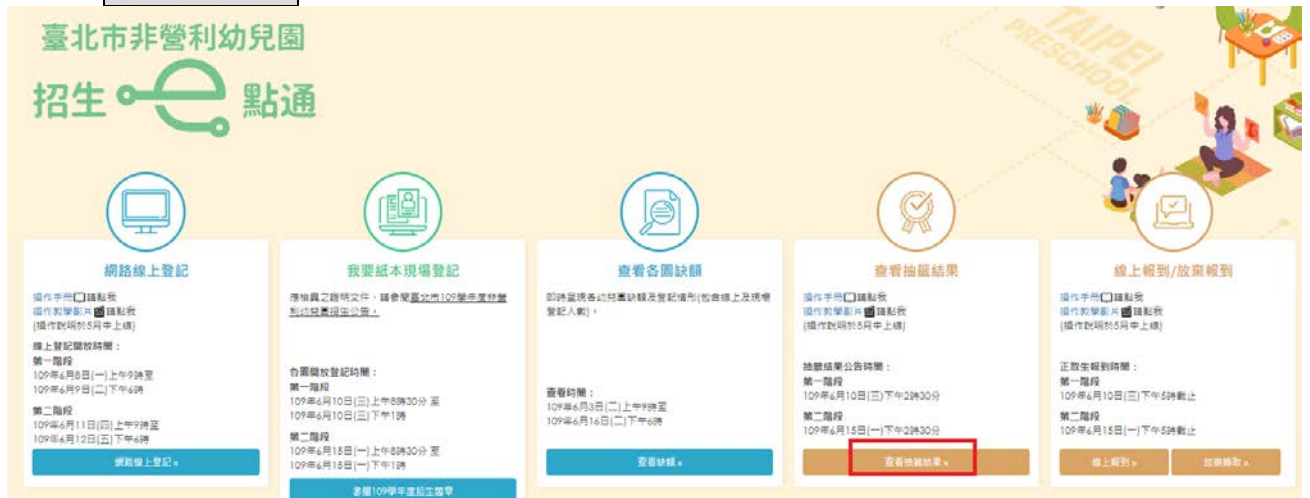 臺北市非營利幼兒園
招生e點通
TAIPEI
PRESCHOOL
網路線上登記
操作手冊請點我
操作教學影片請點我
(操作說明於5月中上線)
線上登記開放時間：
第一階段
109年6月8日(一)上午9時至
109年6月9日(二)下午6時
第二階段
109年6月11日(四)上午9時至
109年6月12日(五)下午6時
網路線上登記 »
我要紙本現場登記
應檢具之證明文件，請參閱臺北市109學年度非營
利幼兒園招生公告。
各園開放登記時間：
第一階段
109年6月10日(三)上午8時30分 至
109年6月10日(三)下午1時
第二階段
109年6月15日(一)上午8時30分 至
109年6月15日(一)下午1時
參閱109學年度招生簡章
查看各園缺額
即時呈現各幼兒園缺額及登記情形(包含線上及現場
登記人數)。
查看時間：
109年6月3日(二)上午9時至
109年6月16日(二)下午6時
查看缺額 »
查看抽籤結果
操作手冊請點我
操作教學影片請點我
(操作說明於5月中上線)
抽籤結果公告時間：
第一階段
109年6月10日(三)下午2時30分
第二階段
109年6月15日(一)下午2時30分
查看抽籤結果 »
線上報到/放棄報到
操作手冊請點我
操作教學影片請點我
(操作說明於5月中上線)
正取生報到時間：
第一階段
109年6月10日(三)下午5時截止
第二階段
109年6月15日(一)下午5時截止
線上報到 »
放棄錄取 »